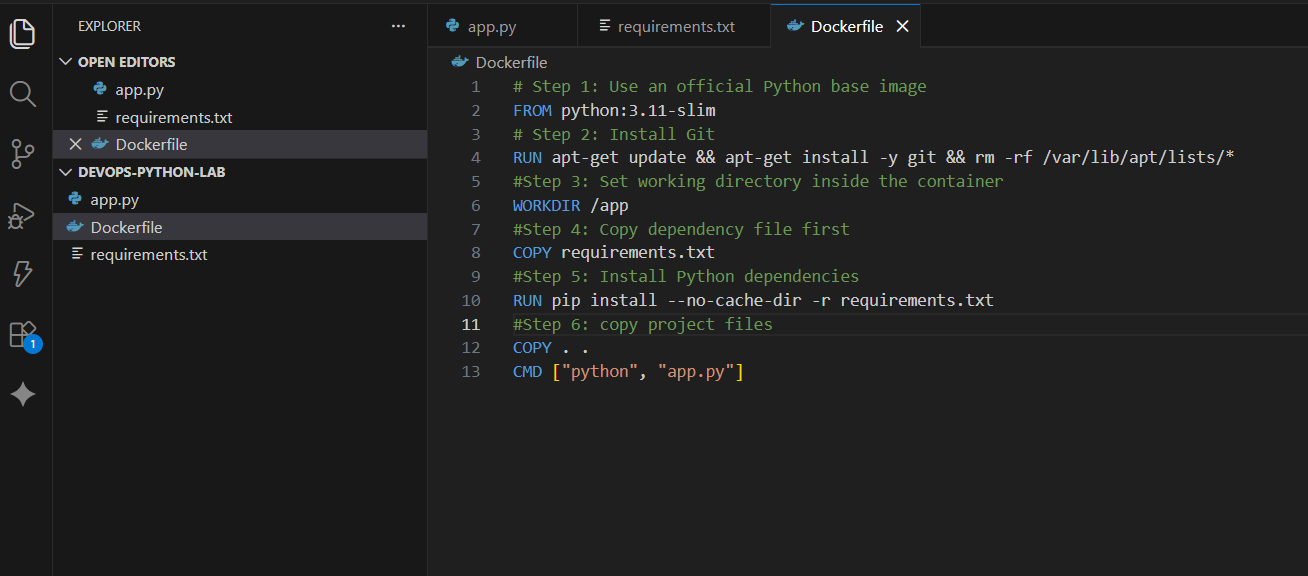 EXPLORER
OPEN EDITORS
app.py
requirements.txt
Dockerfile
DEVOPS-PYTHON-LAB
app.py
Dockerfile
requirements.txt
1
app.py
requirements.txt
Dockerfile
Dockerfile
1 # Step 1: Use an official Python base image
2 FROM python:3.11-slim
3 # Step 2: Install Git
4 RUN apt-get update && apt-get install -y git && rm -rf /var/lib/apt/lists/*
5 #Step 3: Set working directory inside the container
6 WORKDIR /app
7 #Step 4: Copy dependency file first
8 COPY requirements.txt
9 #Step 5: Install Python dependencies
10 RUN pip install --no-cache-dir -r requirements.txt
11 #Step 6: copy project files
12 COPY . .
13 CMD ["python", "app.py"]